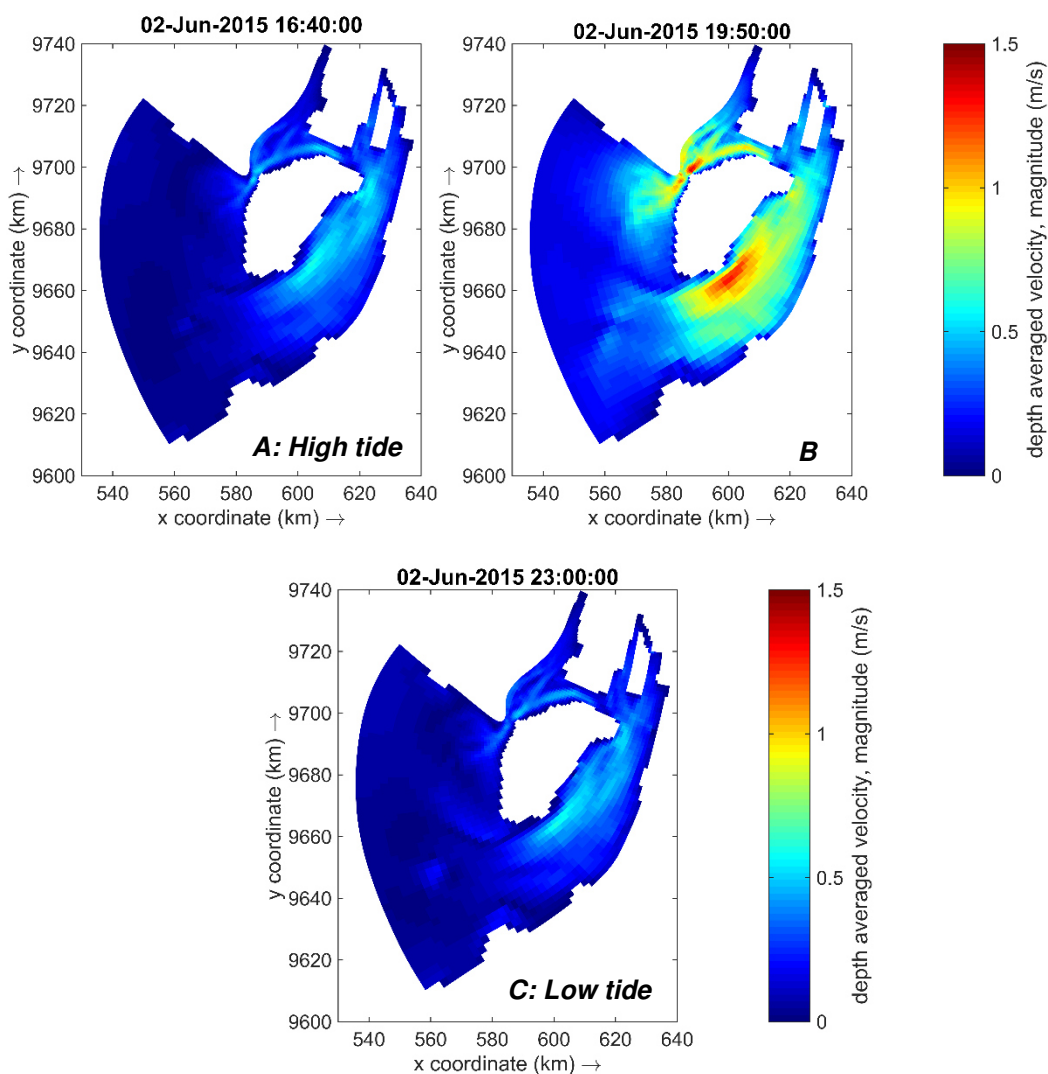 02-Jun-2015 16:40:00
9740
9720
9700
9680
9660
9640
9620
9600
y coordinate (km) →
540 560 580 600 620 640
x coordinate (km) →
A: High tide
02-Jun-2015 19:50:00
9740
9720
9700
9680
9660
9640
9620
9600
y coordinate (km) →
540 560 580 600 620 640
x coordinate (km) →
B
1.5
1
0.5
0
depth averaged velocity, magnitude (m/s)
02-Jun-2015 23:00:00
9740
9720
9700
9680
9660
9640
9620
9600
y coordinate (km) →
540 560 580 600 620 640
x coordinate (km) →
C: Low tide
1.5
1
0.5
0
depth averaged velocity, magnitude (m/s)